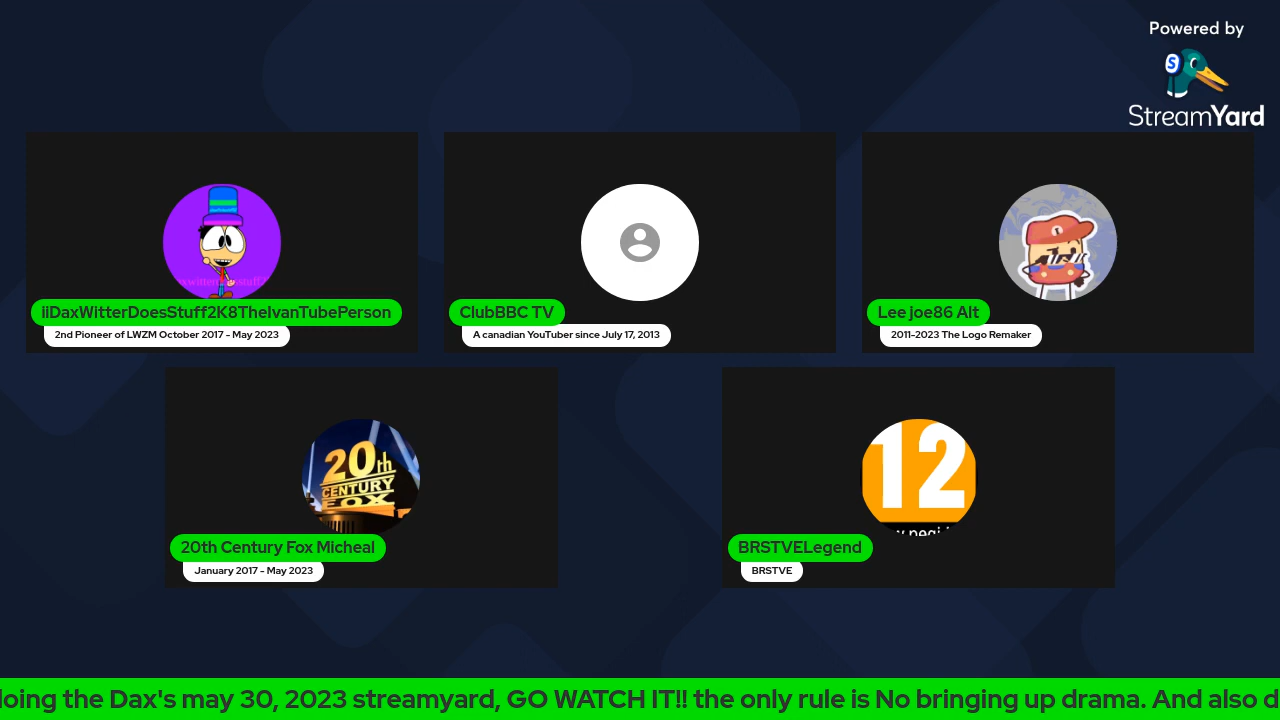 Powered by
StreamYard
S
xwitterdoesstuff2
iiDaxWitterDoesStuff2K8TheIvanTubePerson
2nd Pioneer of LWZM October 2017 - May 2023
ClubBBC TV
A canadian YouTuber since July 17, 2013
Lee joe86 Alt
2011-2023 The Logo Remaker
20th
CENTURY
FOX
20th Century Fox Micheal
January 2017 - May 2023
12
BRSTVELegend
BRSTVE
doing the Dax's may 30, 2023 streamyard, GO WATCH IT!! the only rule is No bringing up drama. And also d